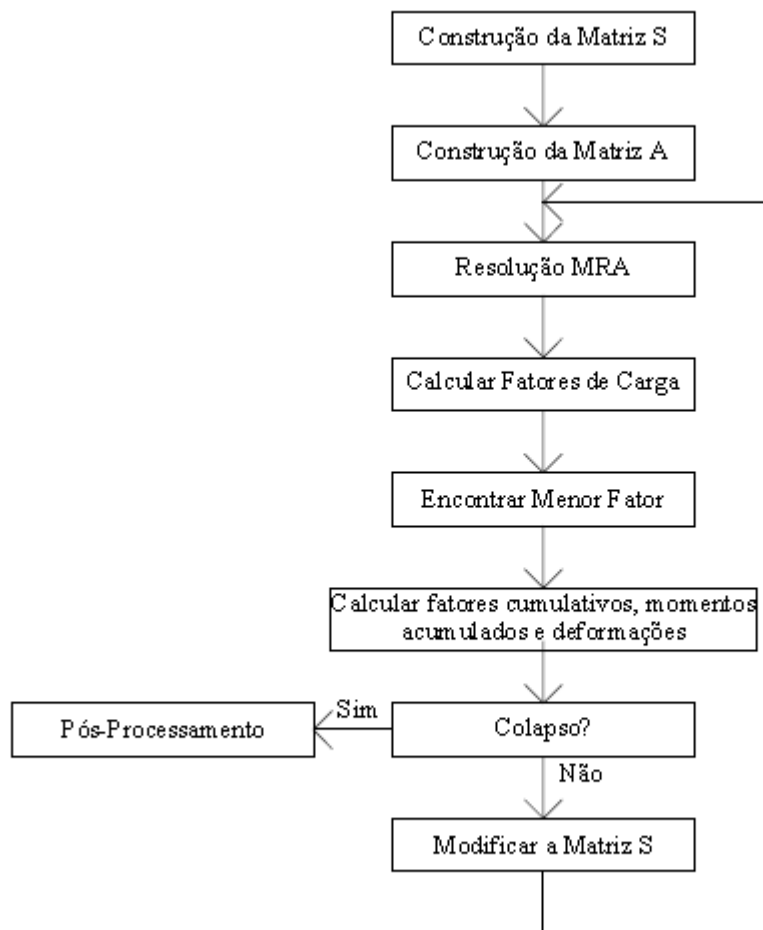 Construção da Matriz S
Construção da Matriz A
Resolução MRA
Calcular Fatores de Carga
Encontrar Menor Fator
Calcular fatores cumulativos, momentos
acumulados e deformações
Sim
Pós-Processamento
Colapso?
Não
Modificar a Matriz S